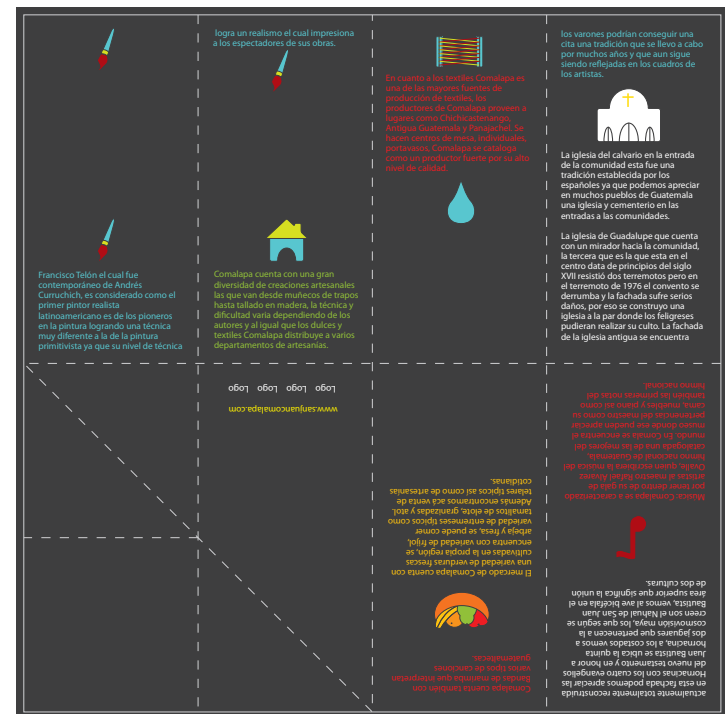 logra un realismo el cual impresiona
a los espectadores de sus obras.
Francisco Telón el cual fue
contemporáneo de Andrés
Curruchich, es considerado como el
primer pintor realista
latinoamericano es de los pioneros
en la pintura logrando una técnica
muy diferente a la de la pintura
primitivista ya que su nivel de técnica
Comalapa cuenta con una gran
diversidad de creaciones artesanales
las que van desde muñecos de trapos
hasta tallado en madera, la técnica y
dificultad varia dependiendo de los
autores y al igual que los dulces y
textiles Comalapa distribuye a varios
departamentos de artesanías.
En cuanto a los textiles Comalapa es
una de las mayores fuentes de
producción de textiles, los
productores de Comalapa proveen a
lugares como Chichicastenango,
Antigua Guatemala y Panajachel. Se
hacen centros de mesa, individuales,
portavasos, Comalapa se cataloga
como un productor fuerte por su alto
nivel de calidad.
los varones podrían conseguir una
cita una tradición que se llevo a cabo
por muchos años y que aun sigue
siendo reflejadas en los cuadros de
los artistas.
La iglesia del calvario en la entrada
de la comunidad esta fue una
tradición establecida por los
españoles ya que podemos apreciar
en muchos pueblos de Guatemala
una iglesia y cementerio en las
entradas a las comunidades.
La iglesia de Guadalupe que cuenta
con un mirador hacia la comunidad,
la tercera que es la que esta en el
centro data de principios del siglo
XVII resistió dos terremotos pero en
el terremoto de 1976 el convento se
derrumba y la fachada sufre serios
daños, por eso se construyo una
iglesia a la par donde los feligreses
pudieran realizar su culto. La fachada
de la iglesia antigua se encuentra
actualmente totalmente reconstruida
en esta fachada podemos apreciar las
Hornacinas con los cuatro evangelios
del nuevo testamento y en honor a
Juan Bautista se ubica la quinta
hornacina, a los costados vemos a
dos jaguares que pertenecen a la
cosmovisión maya, los que según se
creen son el Nahual de San Juan
Bautista, vemos al ave bicéfala en el
área superior que significa la unión
de dos culturas.
Música: Comalapa se a caracterizado
por tener dentro de su gala de
artistas al maestro Rafael Álvarez
Ovalle, quien escribiera la música del
himno nacional de Guatemala,
catalogada una de las mejores del
mundo. En Comala se encuentra el
museo donde ese pueden apreciar
pertenencias del maestro como su
cama, muebles y piano así como
también las primeras notas del
himno nacional.
Comalapa cuenta también con
Bandas de marimba que interpretan
varios tipos de canciones
guatemaltecas.
El mercado de Comalapa cuenta con
una variedad de verduras frescas
cultivadas en la propia región, se
encuentra con variedad de frijol,
arbeja y fresa, se puede comer
variedad de entremeses típicos como
tamalitos de elote, granizadas y atol.
Además encontramos acá venta de
telares típicos así como de artesanías
cotidianas.
www.sanjuancomalapa.com
Logo Logo Logo Logo